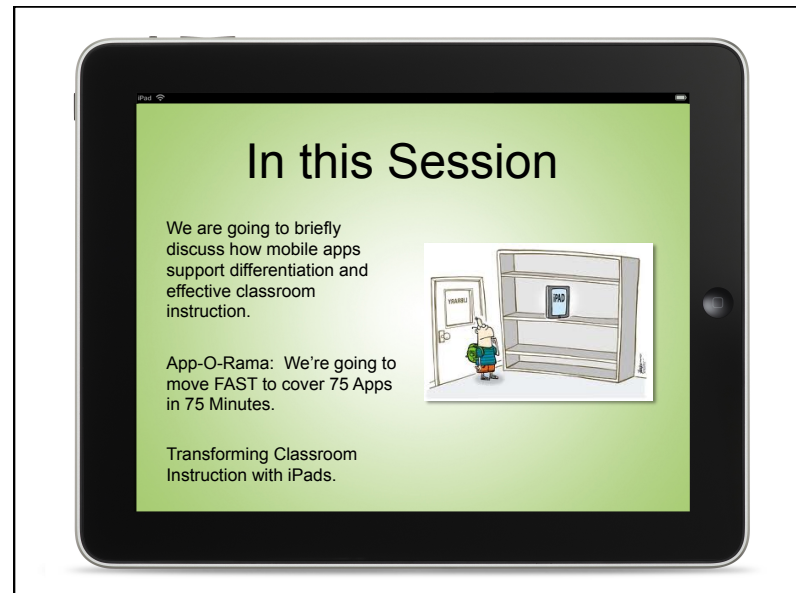 iPad
In this Session
We are going to briefly
discuss how mobile apps
support differentiation and
effective classroom
instruction.
App-O-Rama: We’re going to
move FAST to cover 75 Apps
in 75 Minutes.
Transforming Classroom
Instruction with iPads.
LIBRARY
iPAD